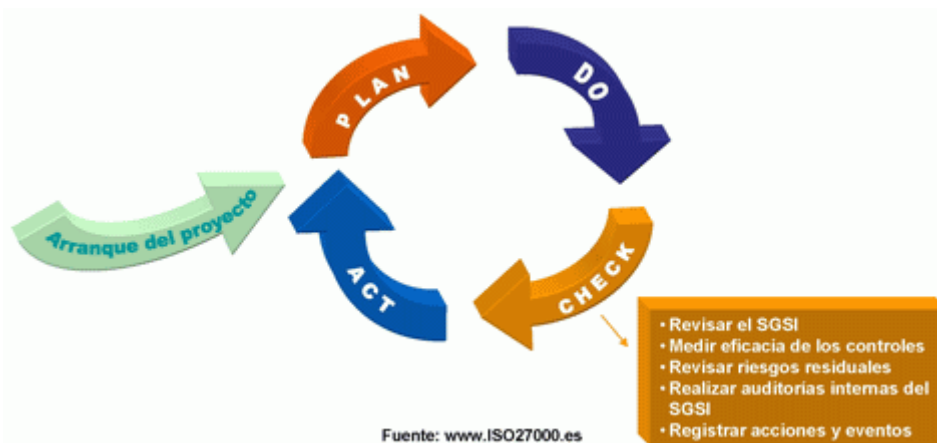 PLAN
DO
Arranque del proyecto
ACT
CHECK
• Revisar el SGSI
• Medir eficacia de los controles
• Revisar riesgos residuales
• Realizar auditorías internas del
SGSI
• Registrar acciones y eventos
Fuente: www.ISO27000.es